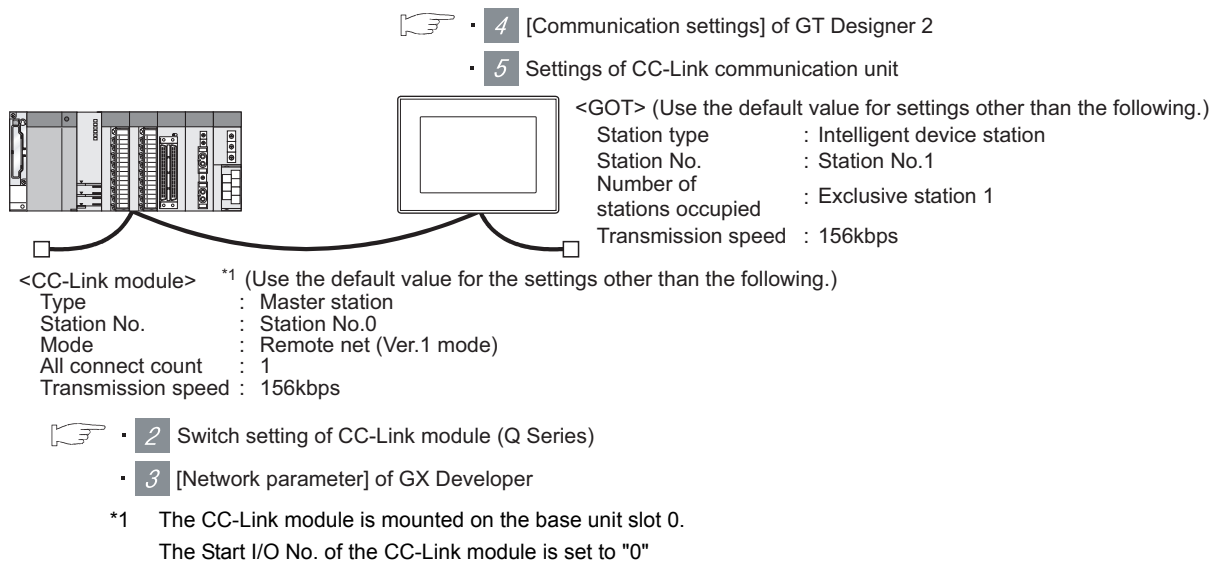 · 4 [Communication settings] of GT Designer 2
· 5 Settings of CC-Link communication unit
<GOT> (Use the default value for settings other than the following.)
Station type : Intelligent device station
Station No. : Station No.1
Number of
stations occupied : Exclusive station 1
Transmission speed : 156kbps
<CC-Link module> *1 (Use the default value for the settings other than the following.)
Type : Master station
Station No. : Station No.0
Mode : Remote net (Ver.1 mode)
All connect count : 1
Transmission speed : 156kbps
· 2 Switch setting of CC-Link module (Q Series)
· 3 [Network parameter] of GX Developer
*1 The CC-Link module is mounted on the base unit slot 0.
The Start I/O No. of the CC-Link module is set to "0"